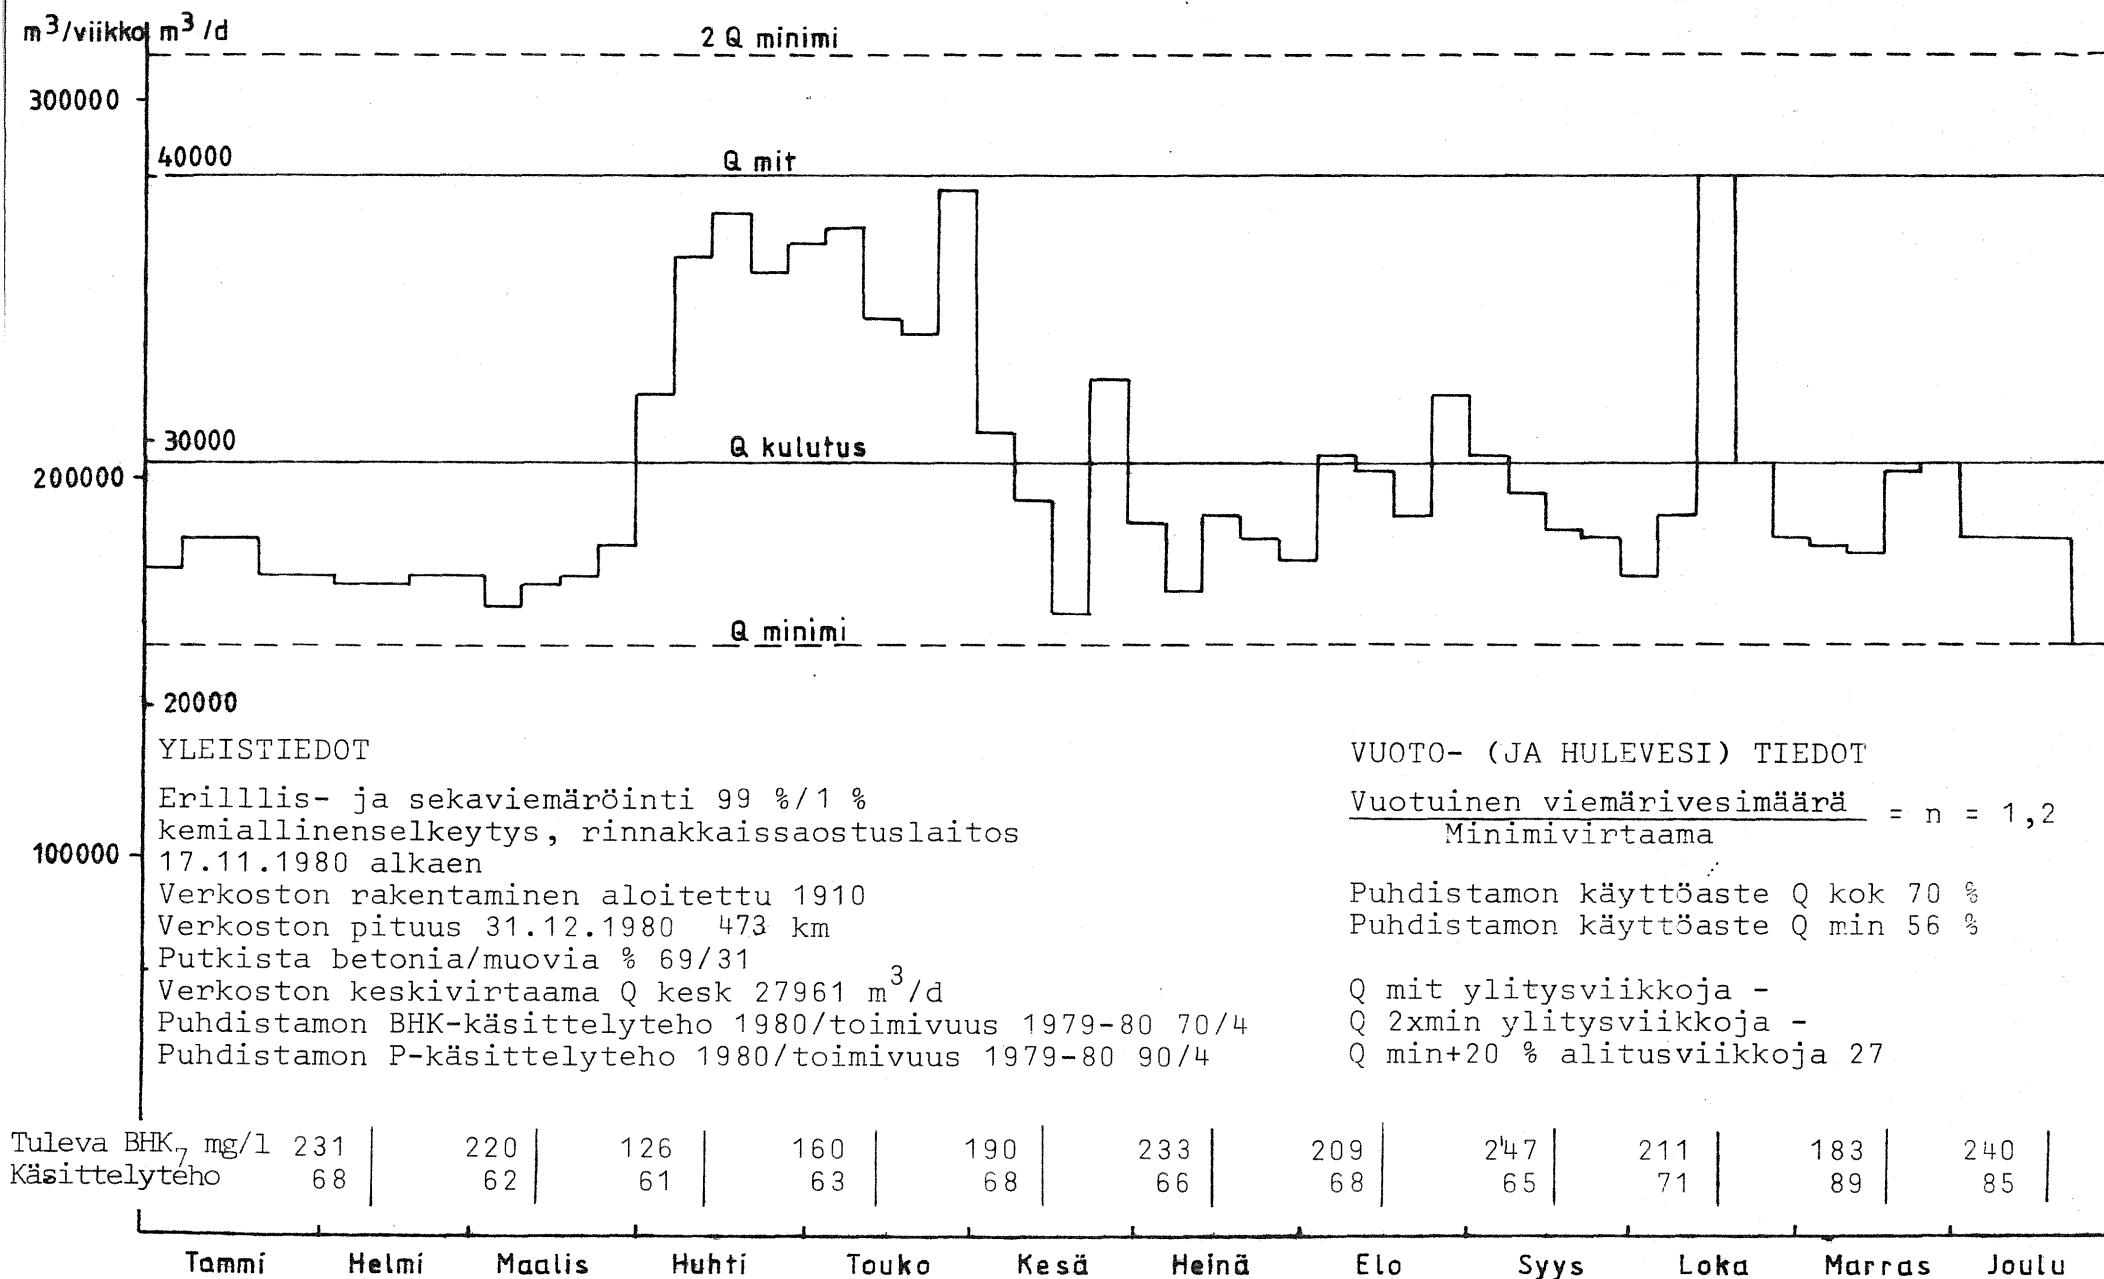 m³/viikko m³/d
2 Q minimi
300000
40000
Q mit
30000
Q kulutus
200000
Q minimi
20000
YLEISTIEDOT
Erilllis- ja sekaviemäröinti 99 %/1 %
kemiallinenselkeytys, rinnakkaissaostuslaitos
17.11.1980 alkaen
100000
Verkoston rakentaminen aloitettu 1910
Verkoston pituus 31.12.1980 473 km
Putkista betonia/muovia % 69/31
Verkoston keskivirtaama Q kesk 27961 m³/d
Puhdistamon BHK-käsittelyteho 1980/toimivuus 1979-80 70/4
Puhdistamon P-käsittelyteho 1980/toimivuus 1979-80 90/4
VUOTO- (JA HULEVESI) TIEDOT
Vuotuinen viemärivesimäärä = n = 1,2
Minimivirtaama
Puhdistamon käyttöaste Q kok 70 %
Puhdistamon käyttöaste Q min 56 %
Q mit ylitysviikkoja -
Q 2xmin ylitysviikkoja -
Q min+20 % alitusviikkoja 27
Tuleva BHK₇ mg/l 231 220 126 160 190 233 209 247 211 183 240
Käsittelyteho 68 62 61 63 68 66 68 65 71 89 85
Tammi Helmi Maalis Huhti Touko Kesä Heinä Elo Syys Loka Marras Joulu